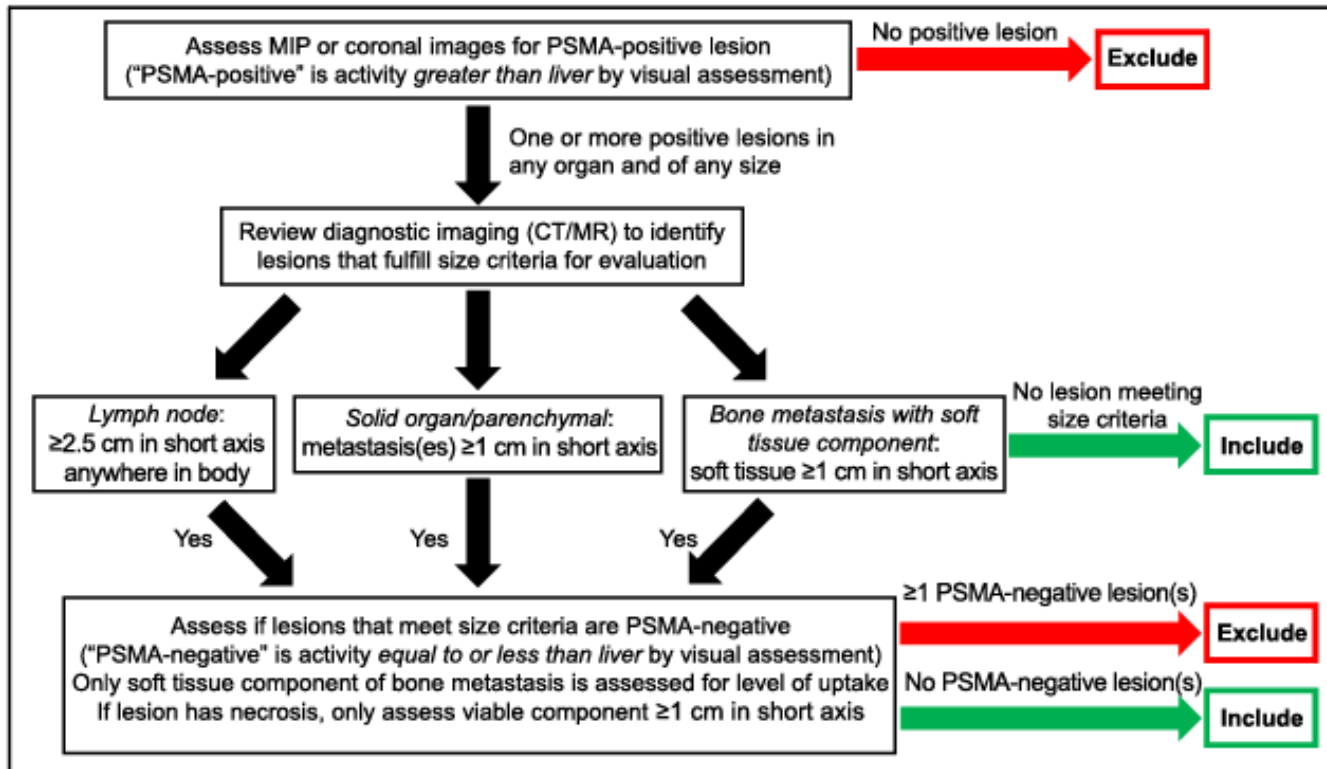 Assess MIP or coronal images for PSMA-positive lesion
("PSMA-positive" is activity greater than liver by visual assessment)
No positive lesion
Exclude
One or more positive lesions in
any organ and of any size
Review diagnostic imaging (CT/MR) to identify
lesions that fulfill size criteria for evaluation
Lymph node:
≥2.5 cm in short axis
anywhere in body
Solid organ/parenchymal:
metastasis(es) ≥1 cm in short axis
Bone metastasis with soft
tissue component:
soft tissue ≥1 cm in short axis
No lesion meeting
size criteria
Include
Yes
Yes
Yes
Assess if lesions that meet size criteria are PSMA-negative
("PSMA-negative" is activity equal to or less than liver by visual assessment)
Only soft tissue component of bone metastasis is assessed for level of uptake
If lesion has necrosis, only assess viable component ≥1 cm in short axis
≥1 PSMA-negative lesion(s)
Exclude
No PSMA-negative lesion(s)
Include